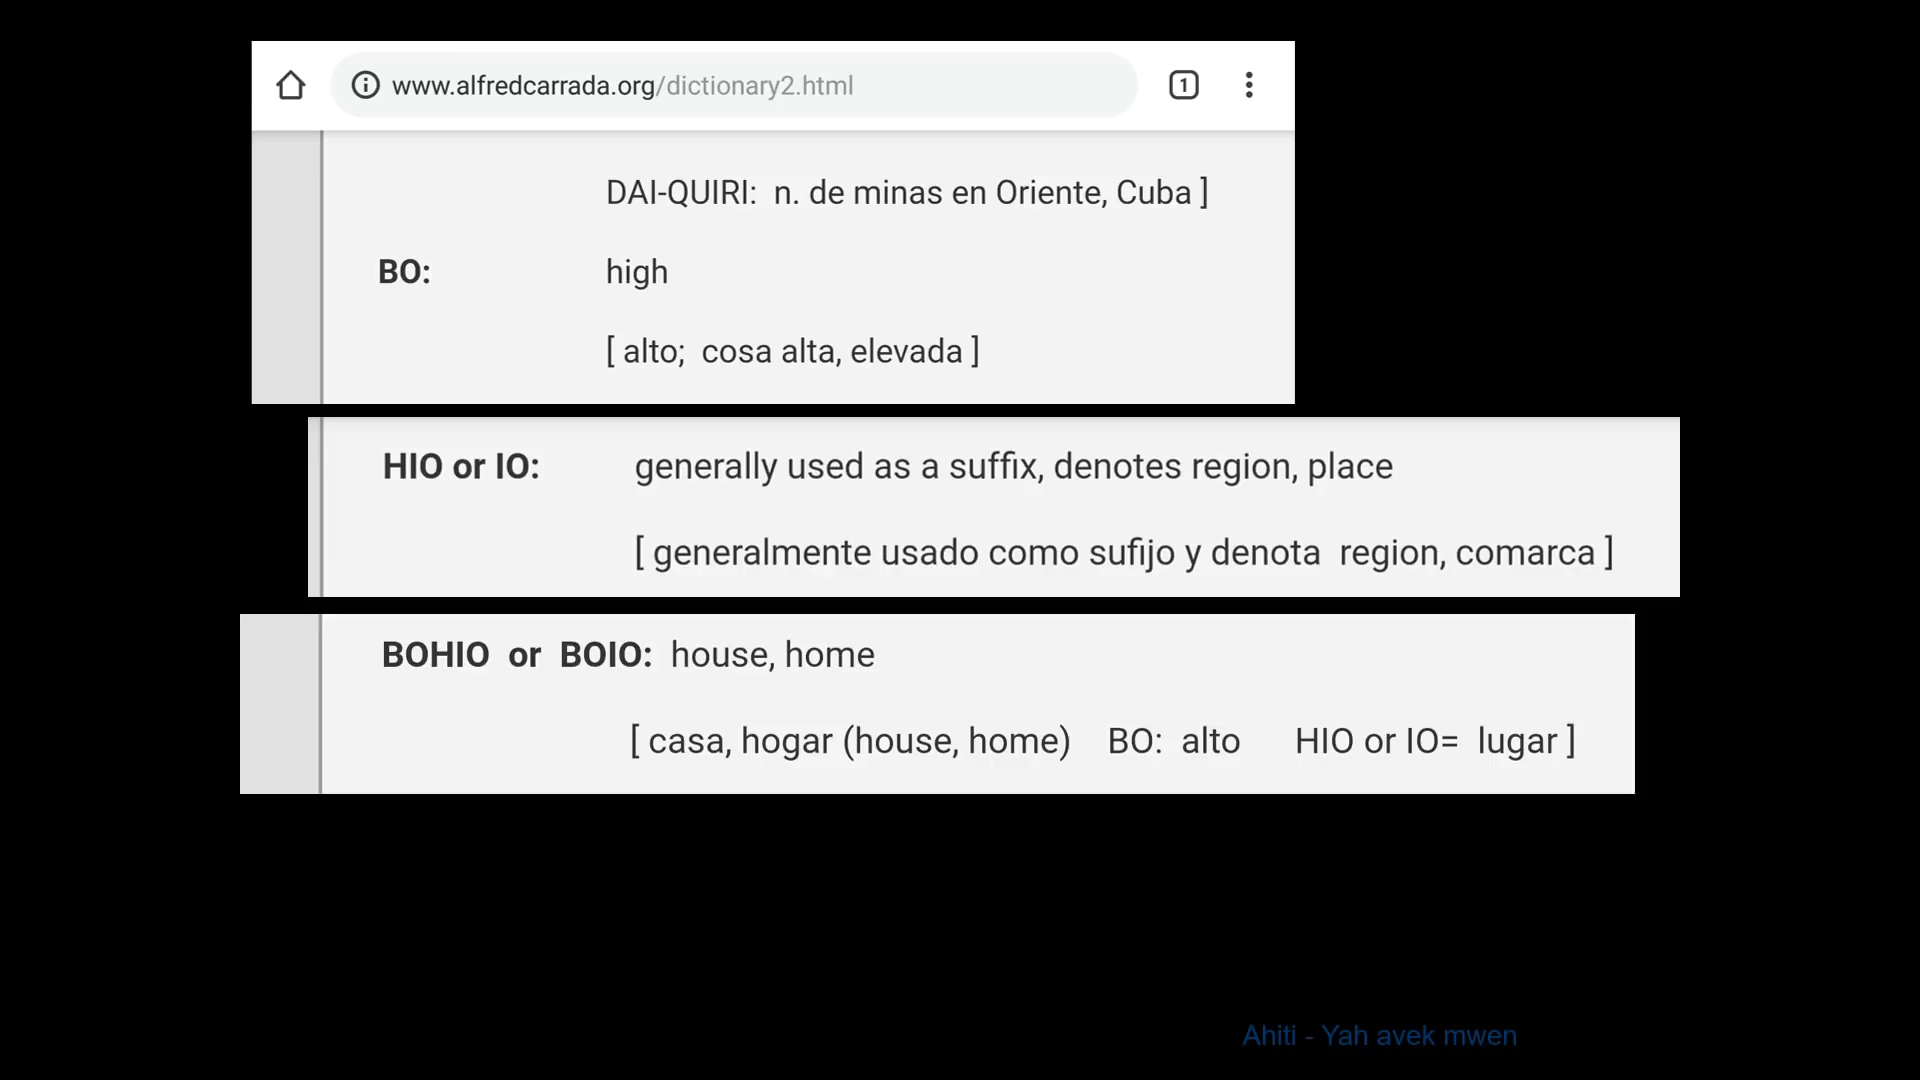 www.alfredcarrada.org/dictionary2.html 1
DAI-QUIRI: n. de minas en Oriente, Cuba ]
BO: high
[ alto; cosa alta, elevada ]
HIO or IO: generally used as a suffix, denotes region, place
[ generalmente usado como sufijo y denota region, comarca ]
BOHIO or BOIO: house, home
[ casa, hogar (house, home) BO: alto HIO or IO= lugar ]
Ahiti - Yah avek mwen